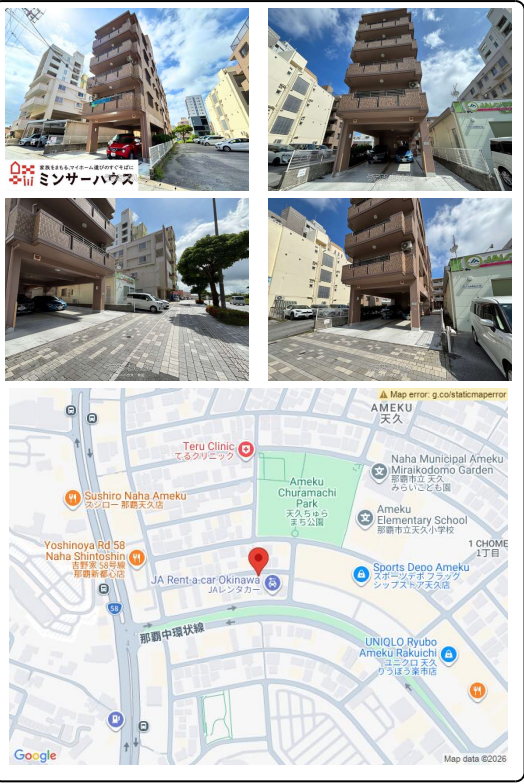 家族をまもる、マイホーム選びのすぐそばに
ミンサーハウス
Map error: g.co/staticmaperror
AMEKU
天久
Teru Clinic
てるクリニック
Naha Municipal Ameku
Miraikodomo Garden
那覇市立 天久
みらいこども園
Ameku
Churamachi
Park
天久ちゅら
まち公園
Sushiro Naha Ameku
スシロー 那覇天久店
Ameku
Elementary School
那覇市立天久小学校
Yoshinoya Rd 58
Naha Shintoshin
吉野家 58号線
那覇新都心店
1 CHOME
1丁目
JA Rent-a-car Okinawa
JAレンタカー
Sports Depo Ameku
スポーツデポ フラッグ
シップストア天久店
58
那覇中環状線
UNIQLO Ryubo
Ameku Rakuichi
ユニクロ 天久
りうぼう楽市店
Google
Map data ©2026